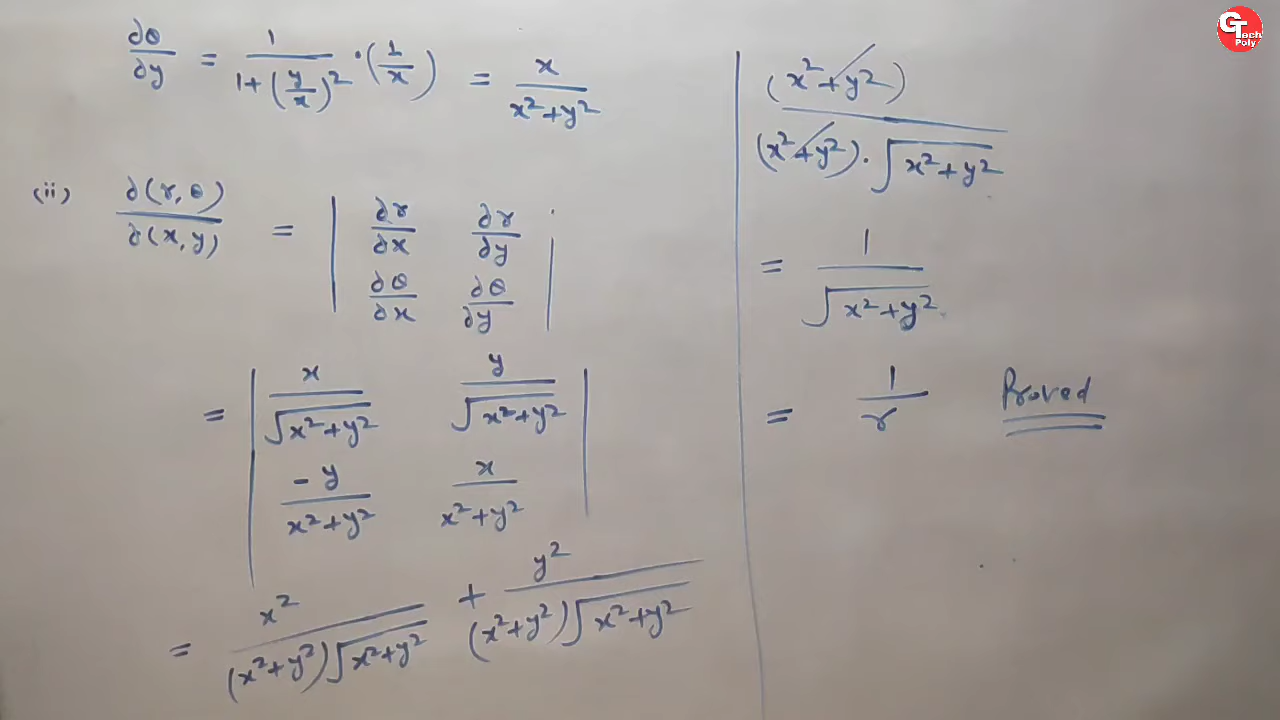 ∂θ/∂y = 1/(1+(y/x)²) · (1/x) = x/(x²+y²)
(ii) ∂(r,θ)/∂(x,y) = | ∂r/∂x ∂r/∂y |
| ∂θ/∂x ∂θ/∂y |
= | x/√(x²+y²) y/√(x²+y²) |
| -y/(x²+y²) x/(x²+y²) |
= x²/((x²+y²)√(x²+y²)) + y²/((x²+y²)√(x²+y²))
(x²+y²)/((x²+y²)·√(x²+y²))
= 1/√(x²+y²)
= 1/r Proved
GTech
Poly